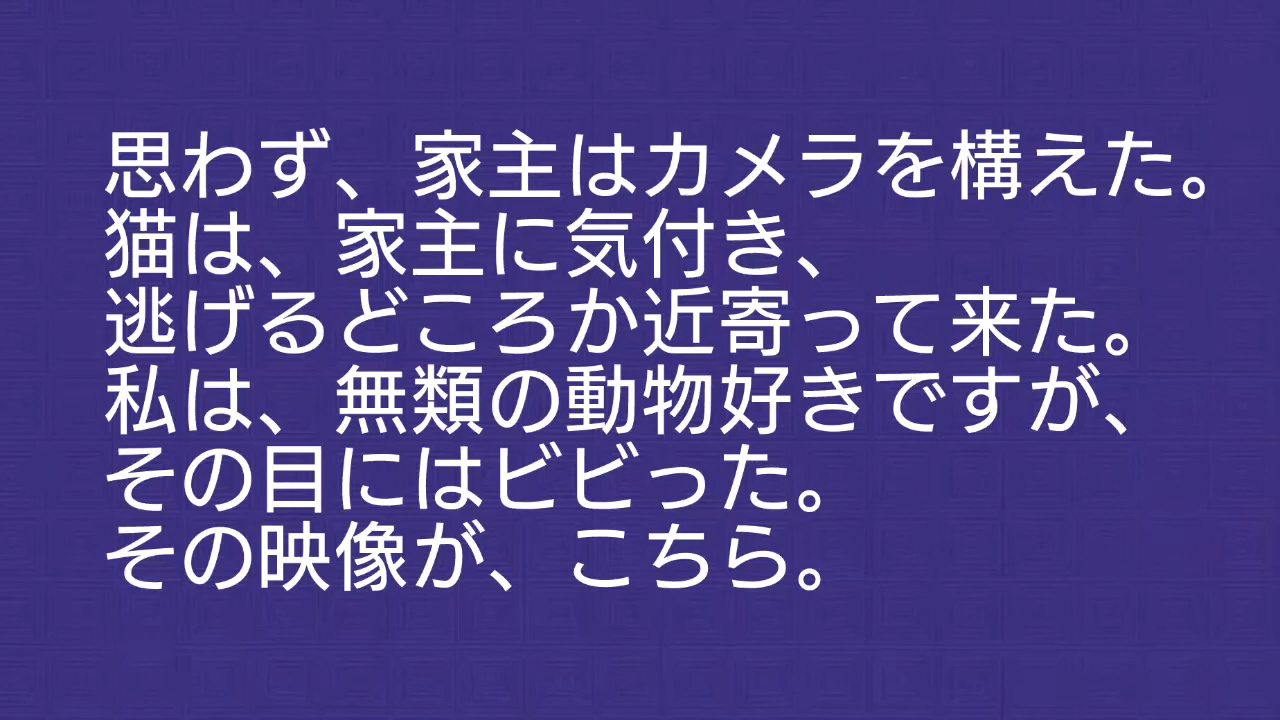 思わず、家主はカメラを構えた。
猫は、家主に気付き、
逃げるどころか近寄って来た。
私は、無類の動物好きですが、
その目にはビビった。
その映像が、こちら。